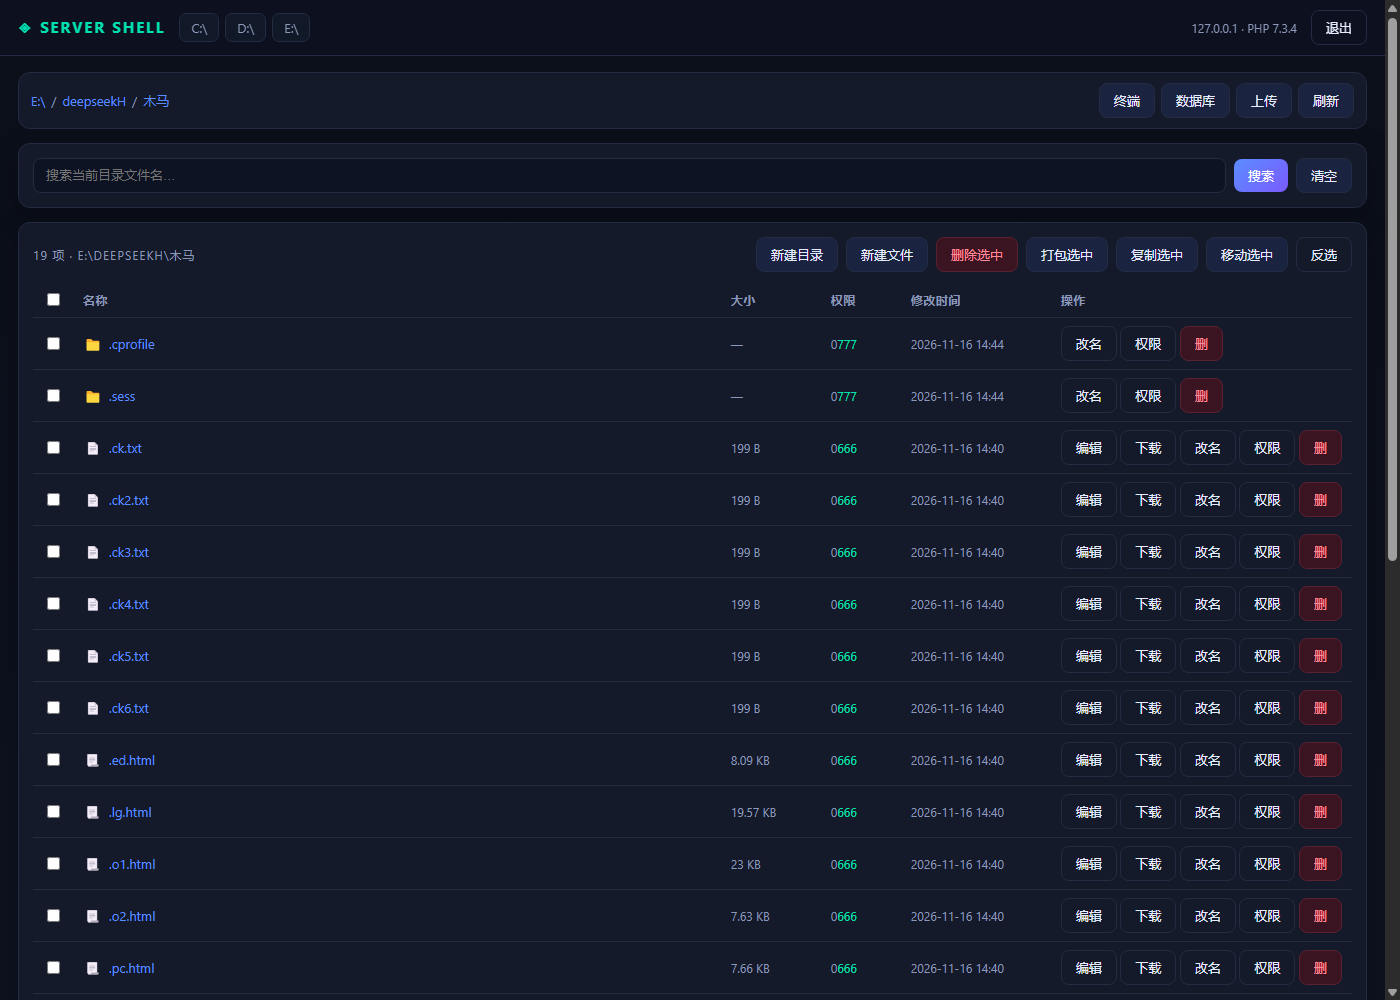 SERVER SHELL C:\ D:\ E:\ 127.0.0.1 · PHP 7.3.4 退出
E:\ / deepseekH / 木马 终端 数据库 上传 刷新
搜索当前目录文件名... 搜索 清空
19 项 · E:\DEEPSEEKH\木马 新建目录 新建文件 删除选中 打包选中 复制选中 移动选中 反选
名称 大小 权限 修改时间 操作
.cprofile — 0777 2026-11-16 14:44 改名 权限 删
.sess — 0777 2026-11-16 14:44 改名 权限 删
.ck.txt 199 B 0666 2026-11-16 14:40 编辑 下载 改名 权限 删
.ck2.txt 199 B 0666 2026-11-16 14:40 编辑 下载 改名 权限 删
.ck3.txt 199 B 0666 2026-11-16 14:40 编辑 下载 改名 权限 删
.ck4.txt 199 B 0666 2026-11-16 14:40 编辑 下载 改名 权限 删
.ck5.txt 199 B 0666 2026-11-16 14:40 编辑 下载 改名 权限 删
.ck6.txt 199 B 0666 2026-11-16 14:40 编辑 下载 改名 权限 删
.ed.html 8.09 KB 0666 2026-11-16 14:40 编辑 下载 改名 权限 删
.lg.html 19.57 KB 0666 2026-11-16 14:40 编辑 下载 改名 权限 删
.o1.html 23 KB 0666 2026-11-16 14:40 编辑 下载 改名 权限 删
.o2.html 7.63 KB 0666 2026-11-16 14:40 编辑 下载 改名 权限 删
.pc.html 7.66 KB 0666 2026-11-16 14:40 编辑 下载 改名 权限 删